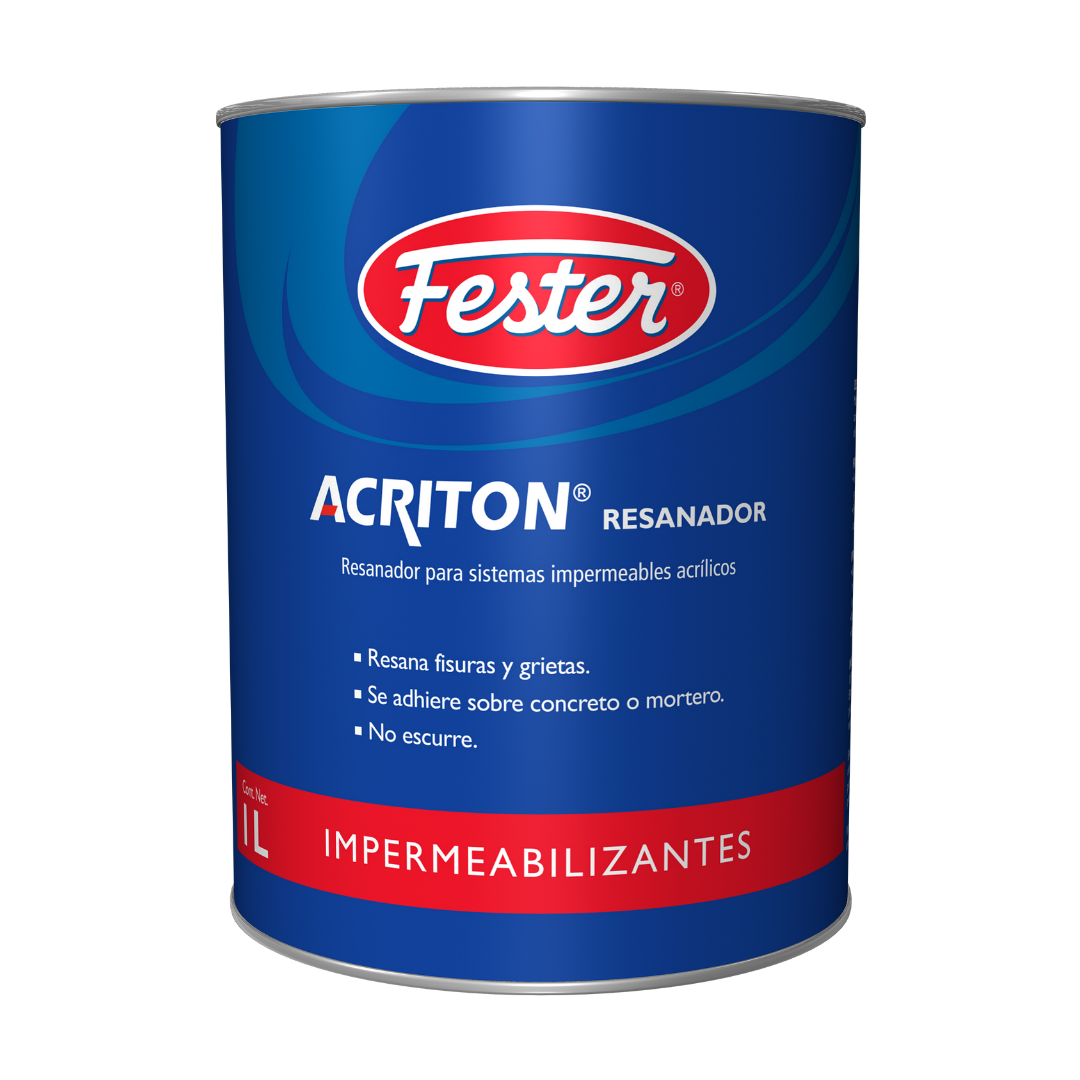 Fester®
ACRITON® RESANADOR
Resanador para sistemas impermeables acrílicos
▪ Resana fisuras y grietas.
▪ Se adhiere sobre concreto o mortero.
▪ No escurre.
Cont. Net.
1L
IMPERMEABILIZANTES